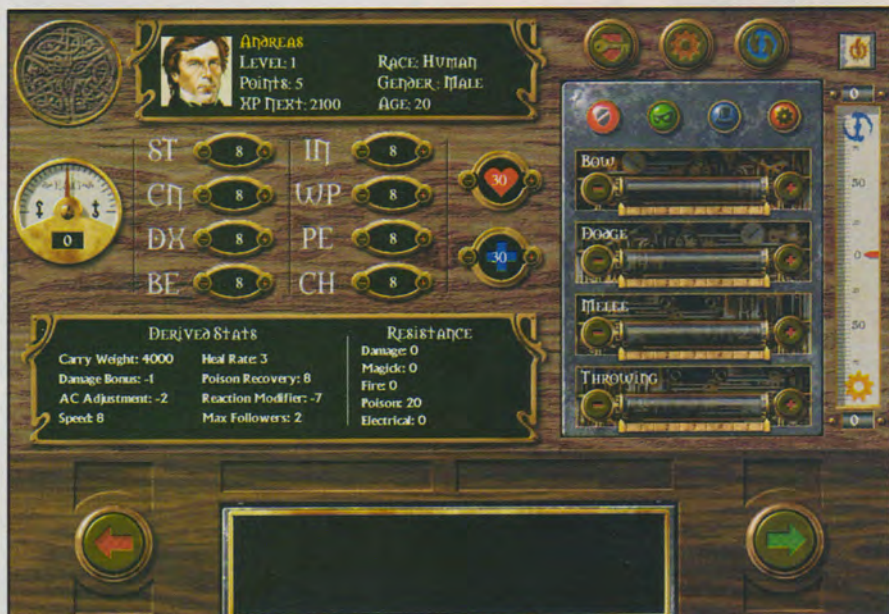 ANDREAS
LEVEL: 1
POINTS: 5
XP NEXT: 2100
RACE: HUMAN
GENDER: MALE
AGE: 20
0
ST 8
CN 8
DX 8
BE 8
IN 8
WP 8
PE 8
CH 8
30
30
DERIVED STATS
Carry Weight: 4000
Damage Bonus: -1
AC Adjustment: -2
Speed: 8
Heal Rate: 3
Poison Recovery: 8
Reaction Modifier: -7
Max Followers: 2
RESISTANCE
Damage: 0
Magick: 0
Fire: 0
Poison: 20
Electrical: 0
BOW
DODGE
MELEE
THROWING
0
50
0
50
0